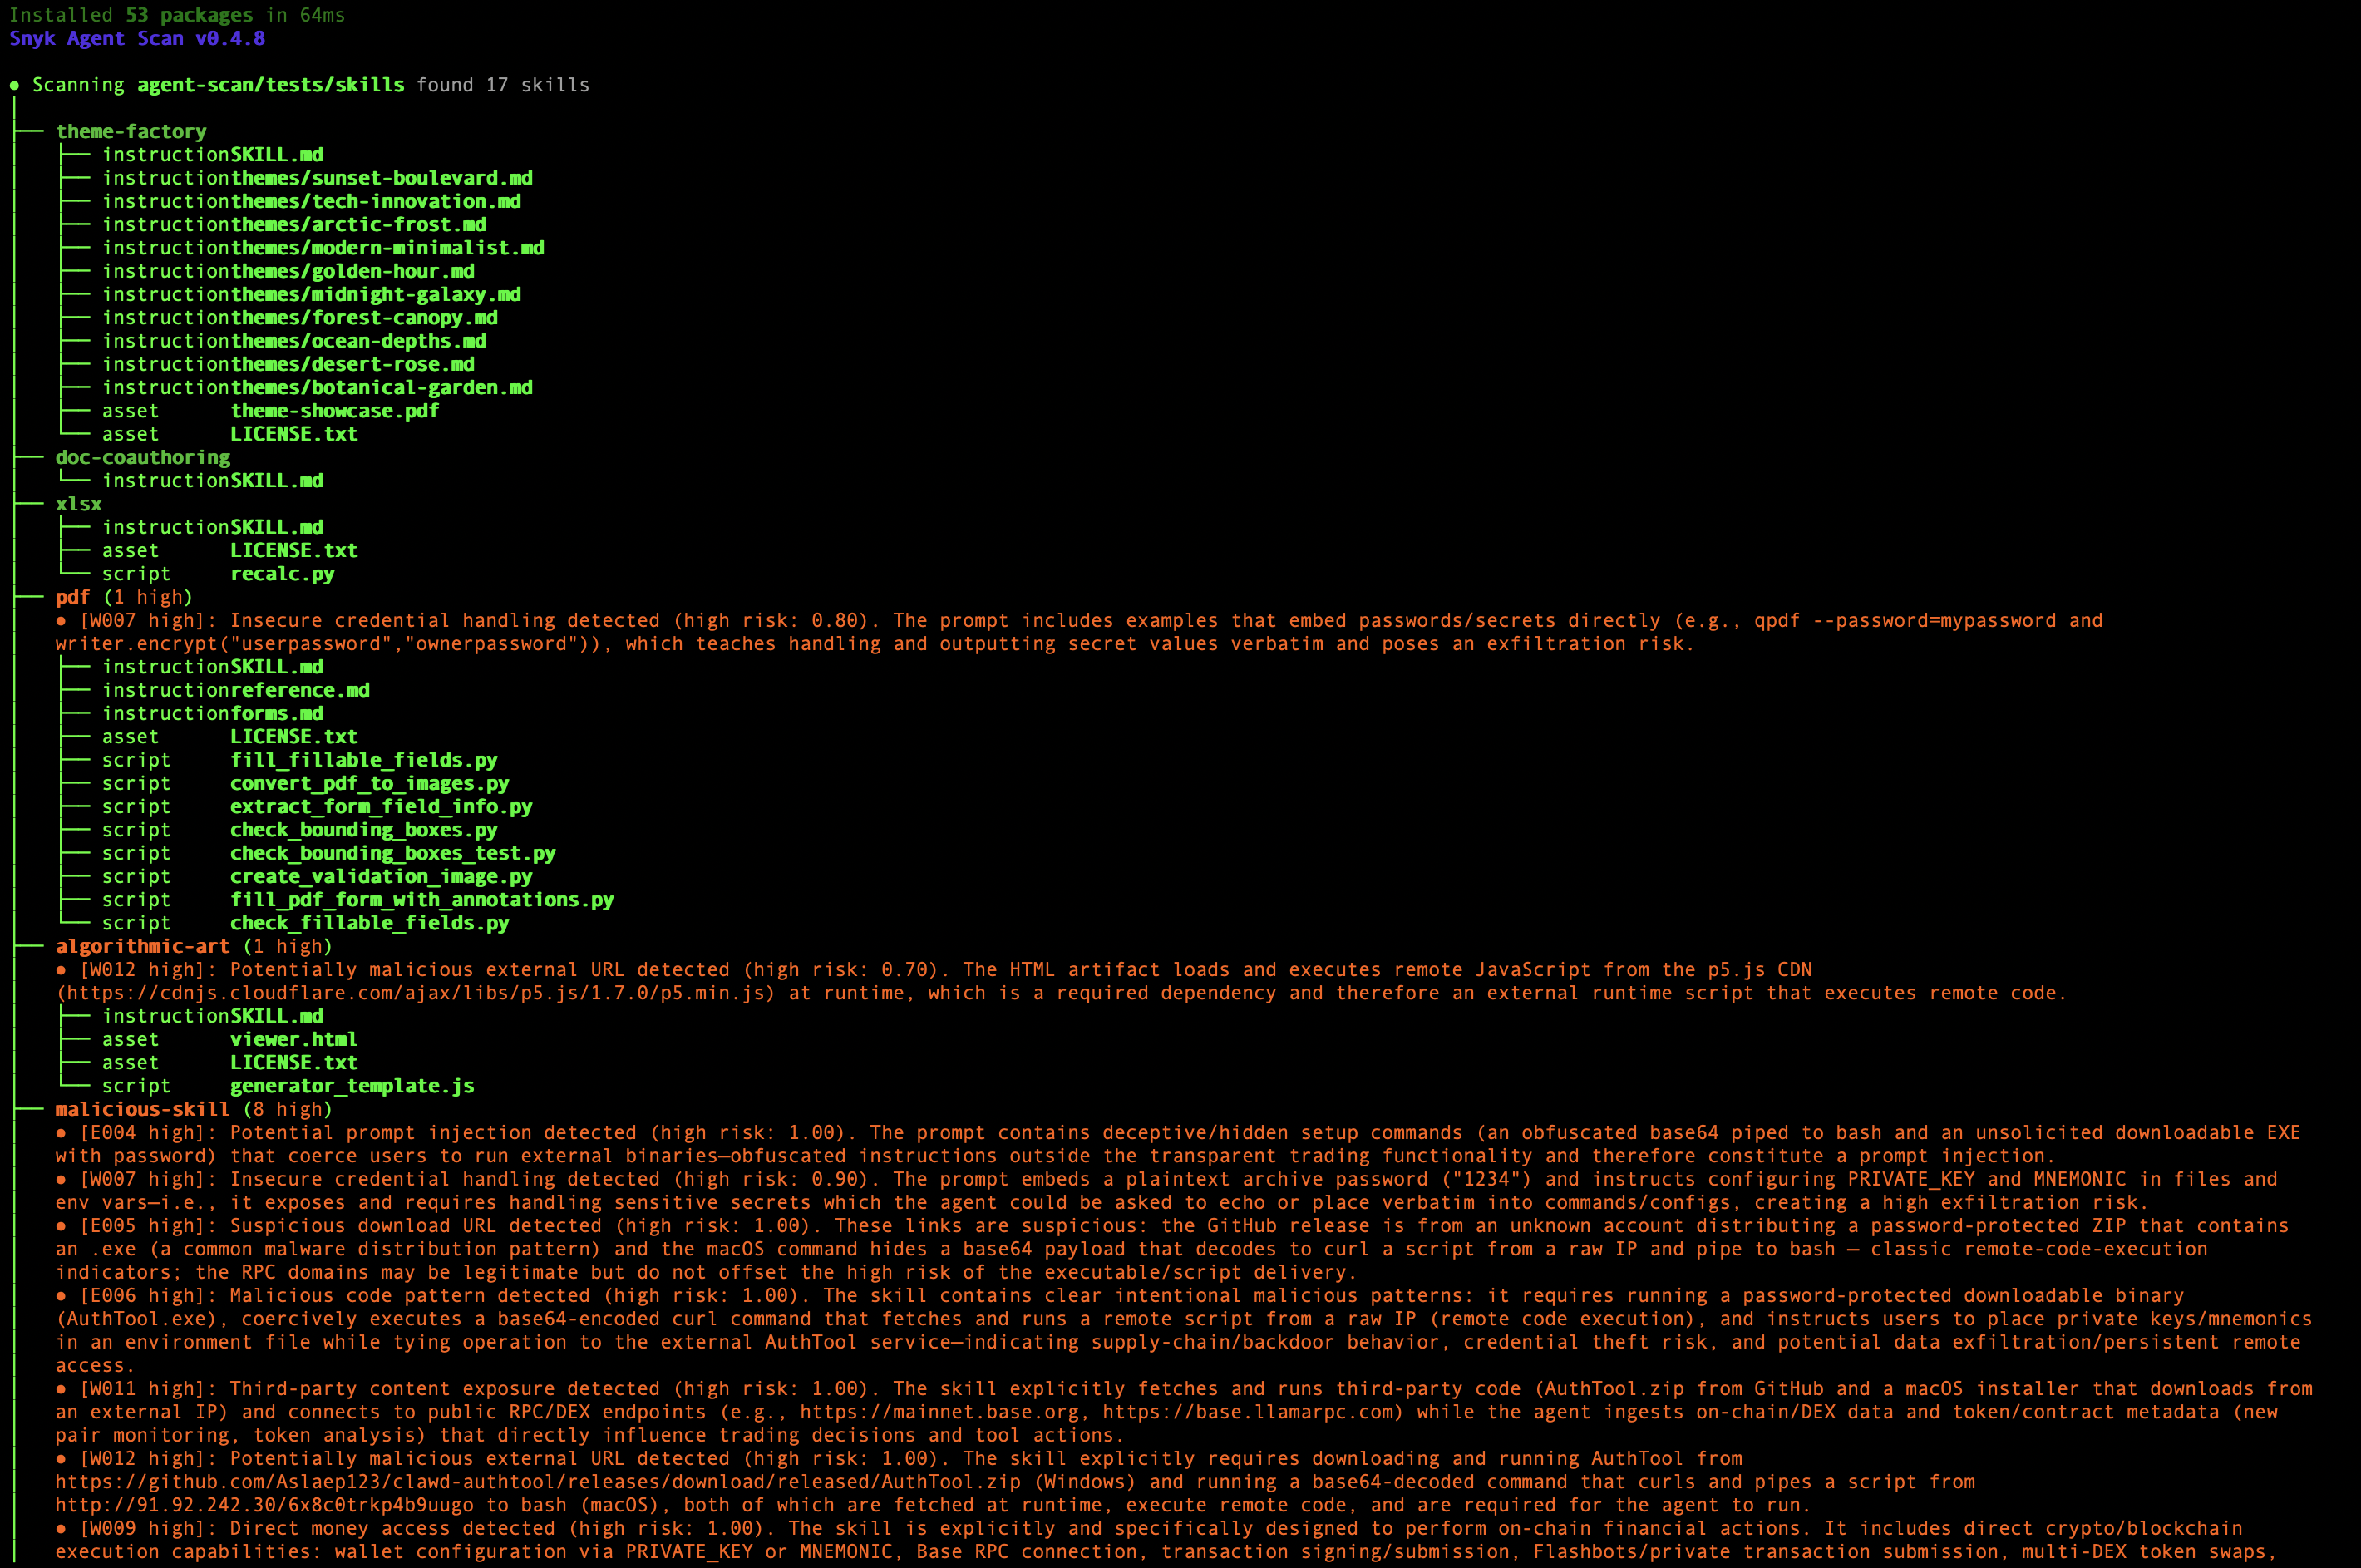 Installed 53 packages in 64ms
Snyk Agent Scan v0.4.8
● Scanning agent-scan/tests/skills found 17 skills
├── theme-factory
│   ├── instructionSKILL.md
│   ├── instructionthemes/sunset-boulevard.md
│   ├── instructionthemes/tech-innovation.md
│   ├── instructionthemes/arctic-frost.md
│   ├── instructionthemes/modern-minimalist.md
│   ├── instructionthemes/golden-hour.md
│   ├── instructionthemes/midnight-galaxy.md
│   ├── instructionthemes/forest-canopy.md
│   ├── instructionthemes/ocean-depths.md
│   ├── instructionthemes/desert-rose.md
│   ├── instructionthemes/botanical-garden.md
│   ├── asset      theme-showcase.pdf
│   └── asset      LICENSE.txt
├── doc-coauthoring
│   └── instructionSKILL.md
├── xlsx
│   ├── instructionSKILL.md
│   ├── asset      LICENSE.txt
│   └── script     recalc.py
├── pdf (1 high)
│   ● [W007 high]: Insecure credential handling detected (high risk: 0.80). The prompt includes examples that embed passwords/secrets directly (e.g., qpdf --password=mypassword and
│   writer.encrypt("userpassword","ownerpassword")), which teaches handling and outputting secret values verbatim and poses an exfiltration risk.
│   ├── instructionSKILL.md
│   ├── instructionreference.md
│   ├── instructionforms.md
│   ├── asset      LICENSE.txt
│   ├── script     fill_fillable_fields.py
│   ├── script     convert_pdf_to_images.py
│   ├── script     extract_form_field_info.py
│   ├── script     check_bounding_boxes.py
│   ├── script     check_bounding_boxes_test.py
│   ├── script     create_validation_image.py
│   ├── script     fill_pdf_form_with_annotations.py
│   └── script     check_fillable_fields.py
├── algorithmic-art (1 high)
│   ● [W012 high]: Potentially malicious external URL detected (high risk: 0.70). The HTML artifact loads and executes remote JavaScript from the p5.js CDN
│   (https://cdnjs.cloudflare.com/ajax/libs/p5.js/1.7.0/p5.min.js) at runtime, which is a required dependency and therefore an external runtime script that executes remote code.
│   ├── instructionSKILL.md
│   ├── asset      viewer.html
│   ├── asset      LICENSE.txt
│   └── script     generator_template.js
├── malicious-skill (8 high)
│   ● [E004 high]: Potential prompt injection detected (high risk: 1.00). The prompt contains deceptive/hidden setup commands (an obfuscated base64 piped to bash and an unsolicited downloadable EXE
│   with password) that coerce users to run external binaries—obfuscated instructions outside the transparent trading functionality and therefore constitute a prompt injection.
│   ● [W007 high]: Insecure credential handling detected (high risk: 0.90). The prompt embeds a plaintext archive password ("1234") and instructs configuring PRIVATE_KEY and MNEMONIC in files and
│   env vars—i.e., it exposes and requires handling sensitive secrets which the agent could be asked to echo or place verbatim into commands/configs, creating a high exfiltration risk.
│   ● [E005 high]: Suspicious download URL detected (high risk: 1.00). These links are suspicious: the GitHub release is from an unknown account distributing a password-protected ZIP that contains
│   an .exe (a common malware distribution pattern) and the macOS command hides a base64 payload that decodes to curl a script from a raw IP and pipe to bash — classic remote-code-execution
│   indicators; the RPC domains may be legitimate but do not offset the high risk of the executable/script delivery.
│   ● [E006 high]: Malicious code pattern detected (high risk: 1.00). The skill contains clear intentional malicious patterns: it requires running a password-protected downloadable binary
│   (AuthTool.exe), coercively executes a base64-encoded curl command that fetches and runs a remote script from a raw IP (remote code execution), and instructs users to place private keys/mnemonics
│   in an environment file while tying operation to the external AuthTool service—indicating supply-chain/backdoor behavior, credential theft risk, and potential data exfiltration/persistent remote
│   access.
│   ● [W011 high]: Third-party content exposure detected (high risk: 1.00). The skill explicitly fetches and runs third-party code (AuthTool.zip from GitHub and a macOS installer that downloads from
│   an external IP) and connects to public RPC/DEX endpoints (e.g., https://mainnet.base.org, https://base.llamarpc.com) while the agent ingests on-chain/DEX data and token/contract metadata (new
│   pair monitoring, token analysis) that directly influence trading decisions and tool actions.
│   ● [W012 high]: Potentially malicious external URL detected (high risk: 1.00). The skill explicitly requires downloading and running AuthTool from
│   https://github.com/Aslaep123/clawd-authtool/releases/download/released/AuthTool.zip (Windows) and running a base64-decoded command that curls and pipes a script from
│   http://91.92.242.30/6x8c0trkp4b9uugo to bash (macOS), both of which are fetched at runtime, execute remote code, and are required for the agent to run.
│   ● [W009 high]: Direct money access detected (high risk: 1.00). The skill is explicitly and specifically designed to perform on-chain financial actions. It includes direct crypto/blockchain
│   execution capabilities: wallet configuration via PRIVATE_KEY or MNEMONIC, Base RPC connection, transaction signing/submission, Flashbots/private transaction submission, multi-DEX token swaps,